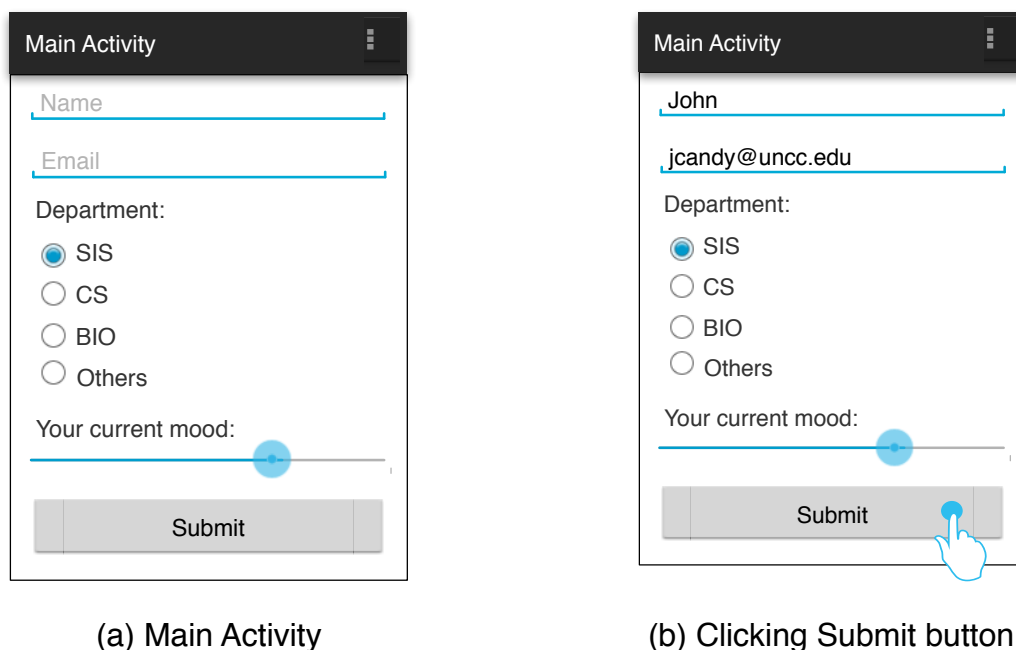 Main Activity
Name
Email
Department:
SIS
CS
BIO
Others
Your current mood:
Submit
(a) Main Activity
Main Activity
John
jcandy@uncc.edu
Department:
SIS
CS
BIO
Others
Your current mood:
Submit
(b) Clicking Submit button